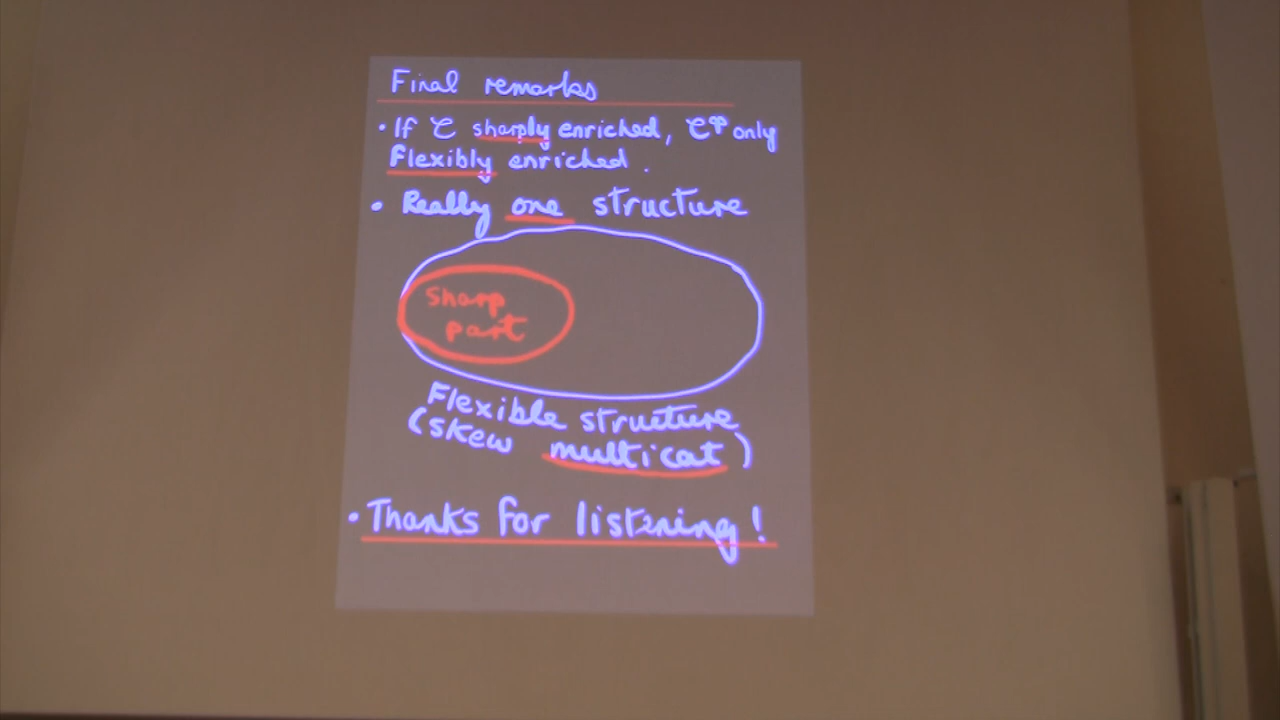 Final remarks
• If C sharply enriched, C^op only
Flexibly enriched.
• Really one structure
sharp
part
Flexible structure
(skew multicat)
• Thanks for listening!